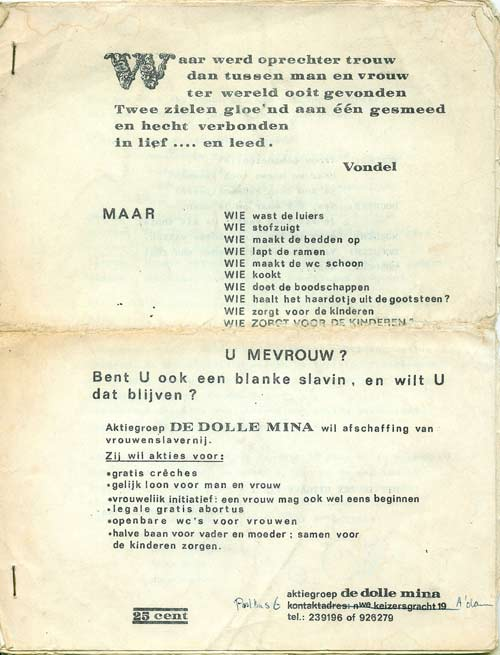 Waar werd oprechter trouw
dan tussen man en vrouw
ter wereld ooit gevonden
Twee zielen gloe'nd aan één gesmeed
en hecht verbonden
in lief .... en leed.
Vondel
MAAR
WIE wast de luiers
WIE stofzuigt
WIE maakt de bedden op
WIE lapt de ramen
WIE maakt de wc schoon
WIE kookt
WIE doet de boodschappen
WIE haalt het haardotje uit de gootsteen?
WIE zorgt voor de kinderen
WIE ZORGT VOOR DE KINDEREN?
U MEVROUW?
Bent U ook een blanke slavin, en wilt U
dat blijven?
Aktiegroep DE DOLLE MINA wil afschaffing van
vrouwenslavernij.
Zij wil akties voor:
•gratis crêches
•gelijk loon voor man en vrouw
•vrouwelijk initiatief: een vrouw mag ook wel eens beginnen
•legale gratis abortus
•openbare wc's voor vrouwen
•halve baan voor vader en moeder; samen voor
de kinderen zorgen.
aktiegroep de dolle mina
Postbus 6 kontaktadres: nwe keizersgracht 19 A'dam
tel.: 239196 of 926279
25 cent